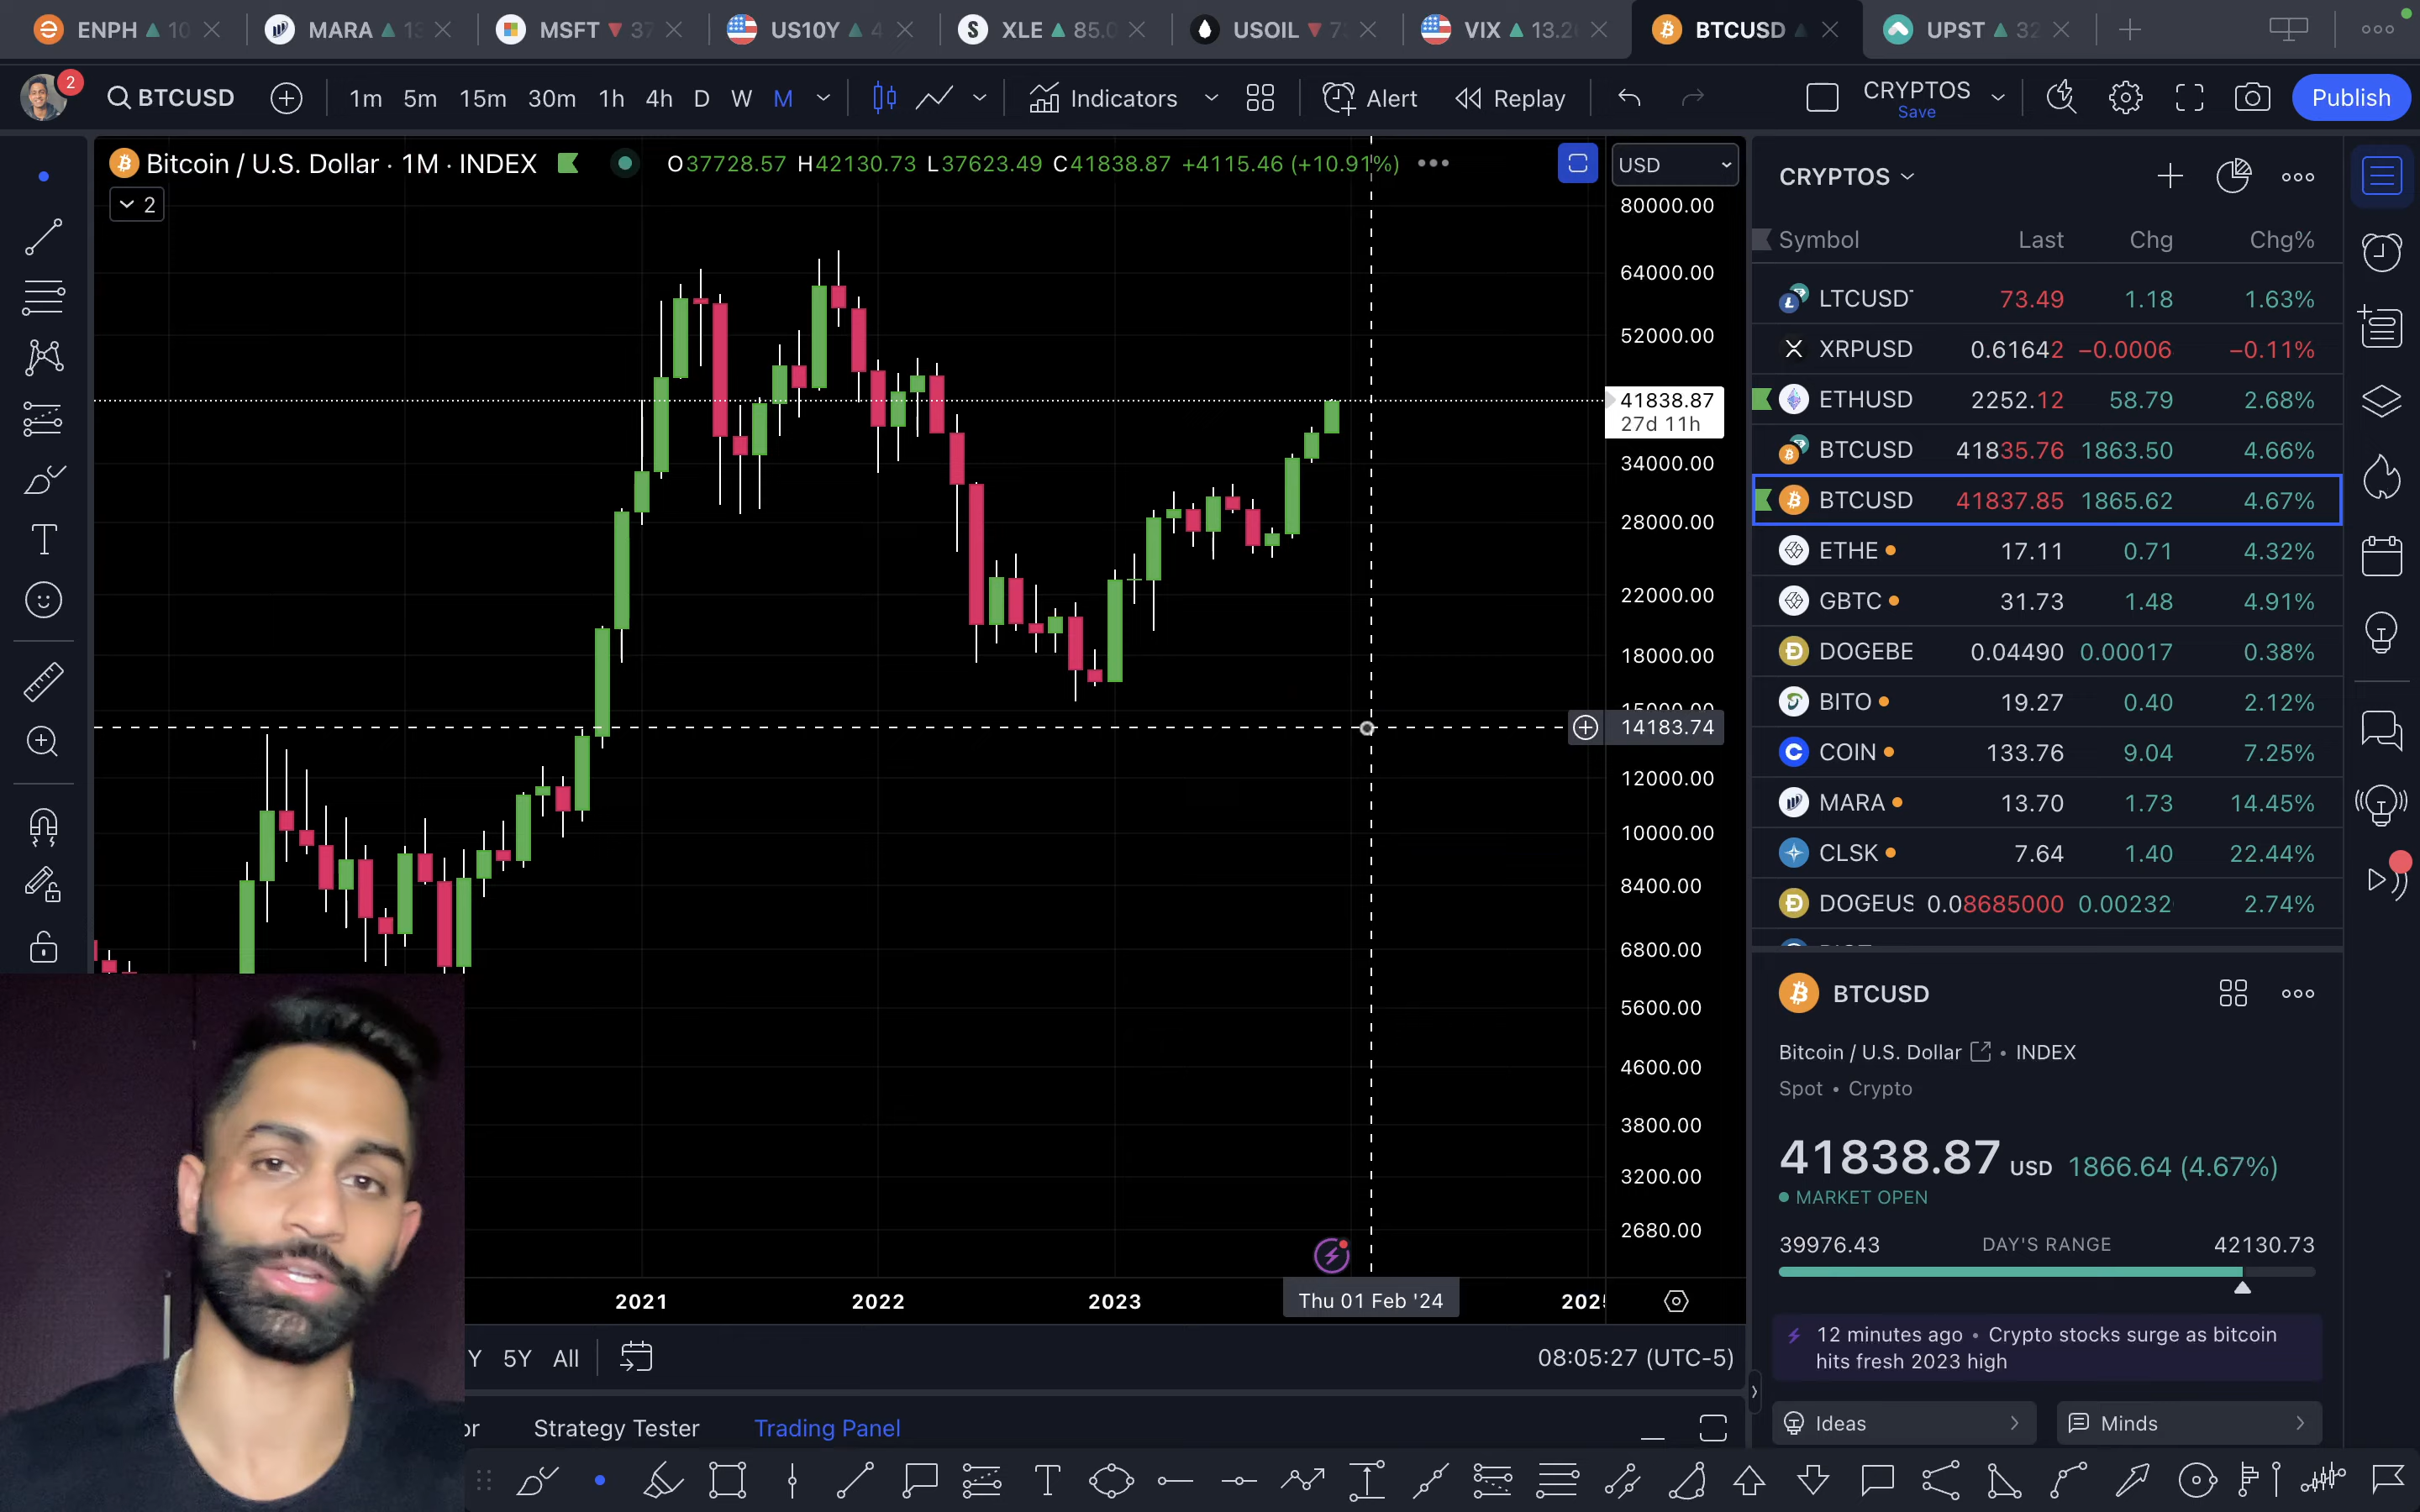 ENPH 10
MARA 13
MSFT 37
US10Y 4
XLE 85.0
USOIL 7
VIX 13.2
BTCUSD
UPST 32
2
BTCUSD
1m 5m 15m 30m 1h 4h D W M
Indicators
Alert
Replay
CRYPTOS
Save
Publish
Bitcoin / U.S. Dollar · 1M · INDEX
O37728.57 H42130.73 L37623.49 C41838.87 +4115.46 (+10.91%)
2
USD
80000.00
64000.00
52000.00
41838.87
27d 11h
34000.00
28000.00
22000.00
18000.00
15000.00
14183.74
12000.00
10000.00
8400.00
6800.00
5600.00
4600.00
3800.00
3200.00
2680.00
2021 2022 2023 Thu 01 Feb '24
Y 5Y All
08:05:27 (UTC-5)
or Strategy Tester Trading Panel
CRYPTOS
Symbol Last Chg Chg%
LTCUSD 73.49 1.18 1.63%
XRPUSD 0.61642 −0.0006 −0.11%
ETHUSD 2252.12 58.79 2.68%
BTCUSD 41835.76 1863.50 4.66%
BTCUSD 41837.85 1865.62 4.67%
ETHE 17.11 0.71 4.32%
GBTC 31.73 1.48 4.91%
DOGEBE 0.04490 0.00017 0.38%
BITO 19.27 0.40 2.12%
COIN 133.76 9.04 7.25%
MARA 13.70 1.73 14.45%
CLSK 7.64 1.40 22.44%
DOGEUS 0.08685000 0.00232 2.74%
BTCUSD
Bitcoin / U.S. Dollar • INDEX
Spot • Crypto
41838.87 USD 1866.64 (4.67%)
MARKET OPEN
39976.43 DAY'S RANGE 42130.73
12 minutes ago • Crypto stocks surge as bitcoin
hits fresh 2023 high
Ideas
Minds